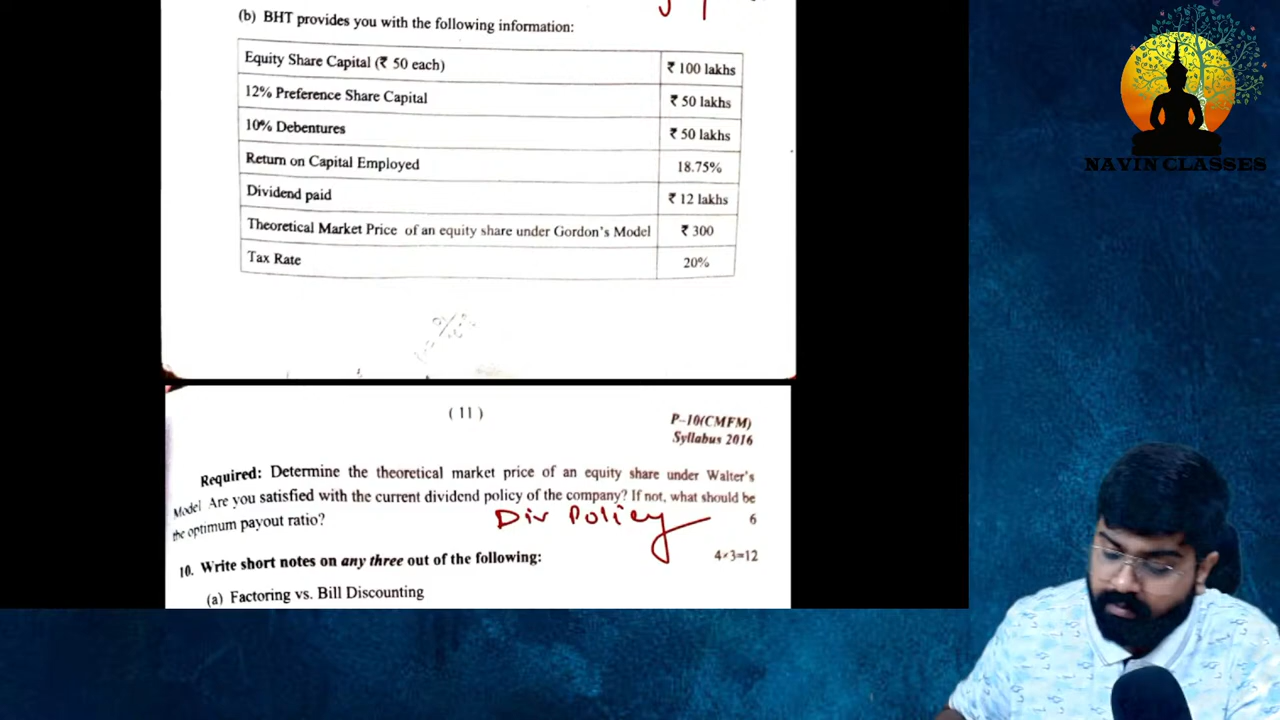 (b) BHT provides you with the following information:
Equity Share Capital (₹ 50 each) ₹ 100 lakhs
12% Preference Share Capital ₹ 50 lakhs
10% Debentures ₹ 50 lakhs
Return on Capital Employed 18.75%
Dividend paid ₹ 12 lakhs
Theoretical Market Price of an equity share under Gordon's Model ₹ 300
Tax Rate 20%
NAVIN CLASSES
( 11 )
P-10(CMFM)
Syllabus 2016
Required: Determine the theoretical market price of an equity share under Walter's
Model Are you satisfied with the current dividend policy of the company? If not, what should be
the optimum payout ratio? 6
Div Policy
10. Write short notes on any three out of the following: 4×3=12
(a) Factoring vs. Bill Discounting